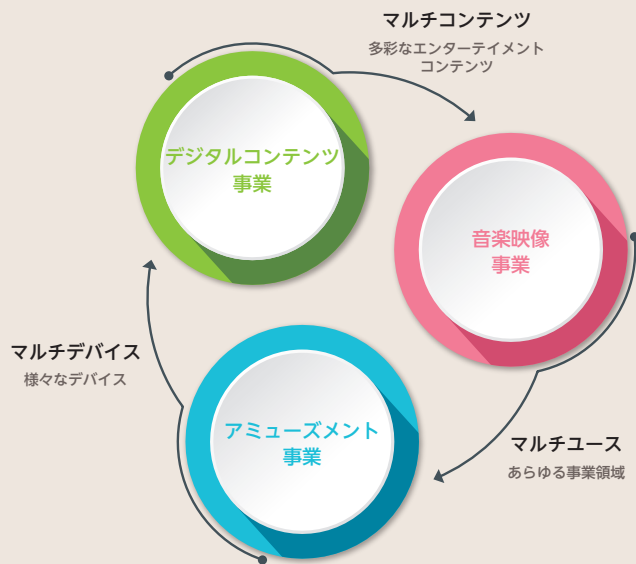 マルチコンテンツ
多彩なエンターテイメント
コンテンツ
デジタルコンテンツ
事業
音楽映像
事業
マルチデバイス
様々なデバイス
アミューズメント
事業
マルチユース
あらゆる事業領域